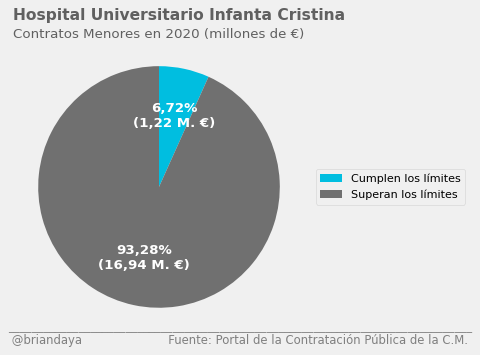 Hospital Universitario Infanta Cristina
Contratos Menores en 2020 (millones de €)
6,72%
(1,22 M. €)
Cumplen los límites
Superan los límites
93,28%
(16,94 M. €)
@briandaya
Fuente: Portal de la Contratación Pública de la C.M.